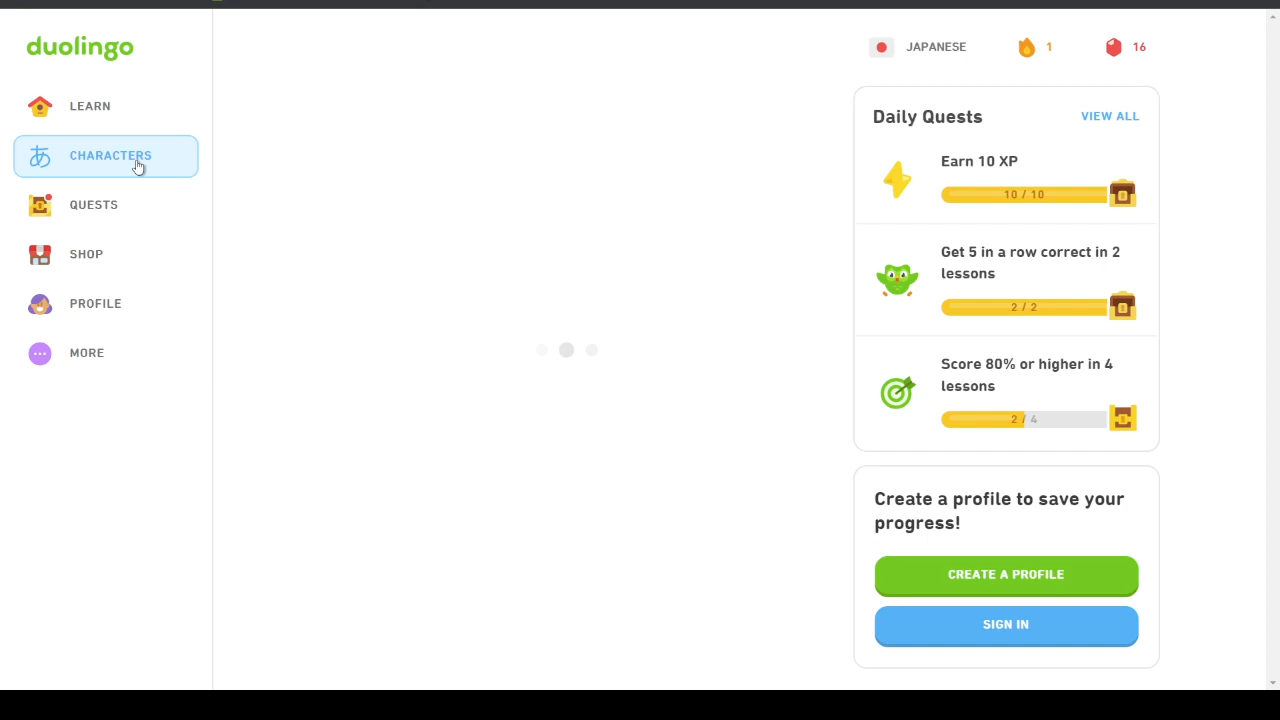 duolingo
LEARN
あ CHARACTERS
QUESTS
SHOP
PROFILE
MORE
JAPANESE 1 16
Daily Quests VIEW ALL
Earn 10 XP
10 / 10
Get 5 in a row correct in 2
lessons
2 / 2
Score 80% or higher in 4
lessons
2 / 4
Create a profile to save your
progress!
CREATE A PROFILE
SIGN IN